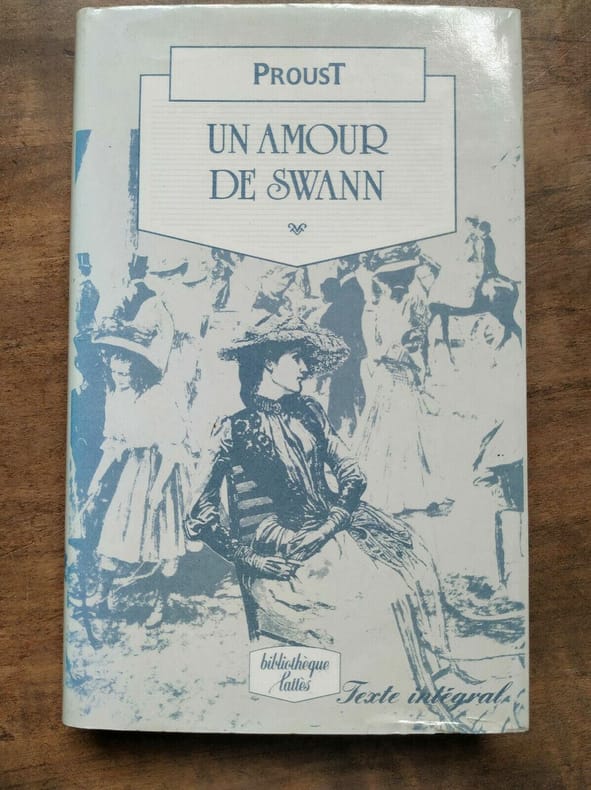 PROUST
UN AMOUR
DE SWANN
bibliothèque
Lattès
Texte intégral